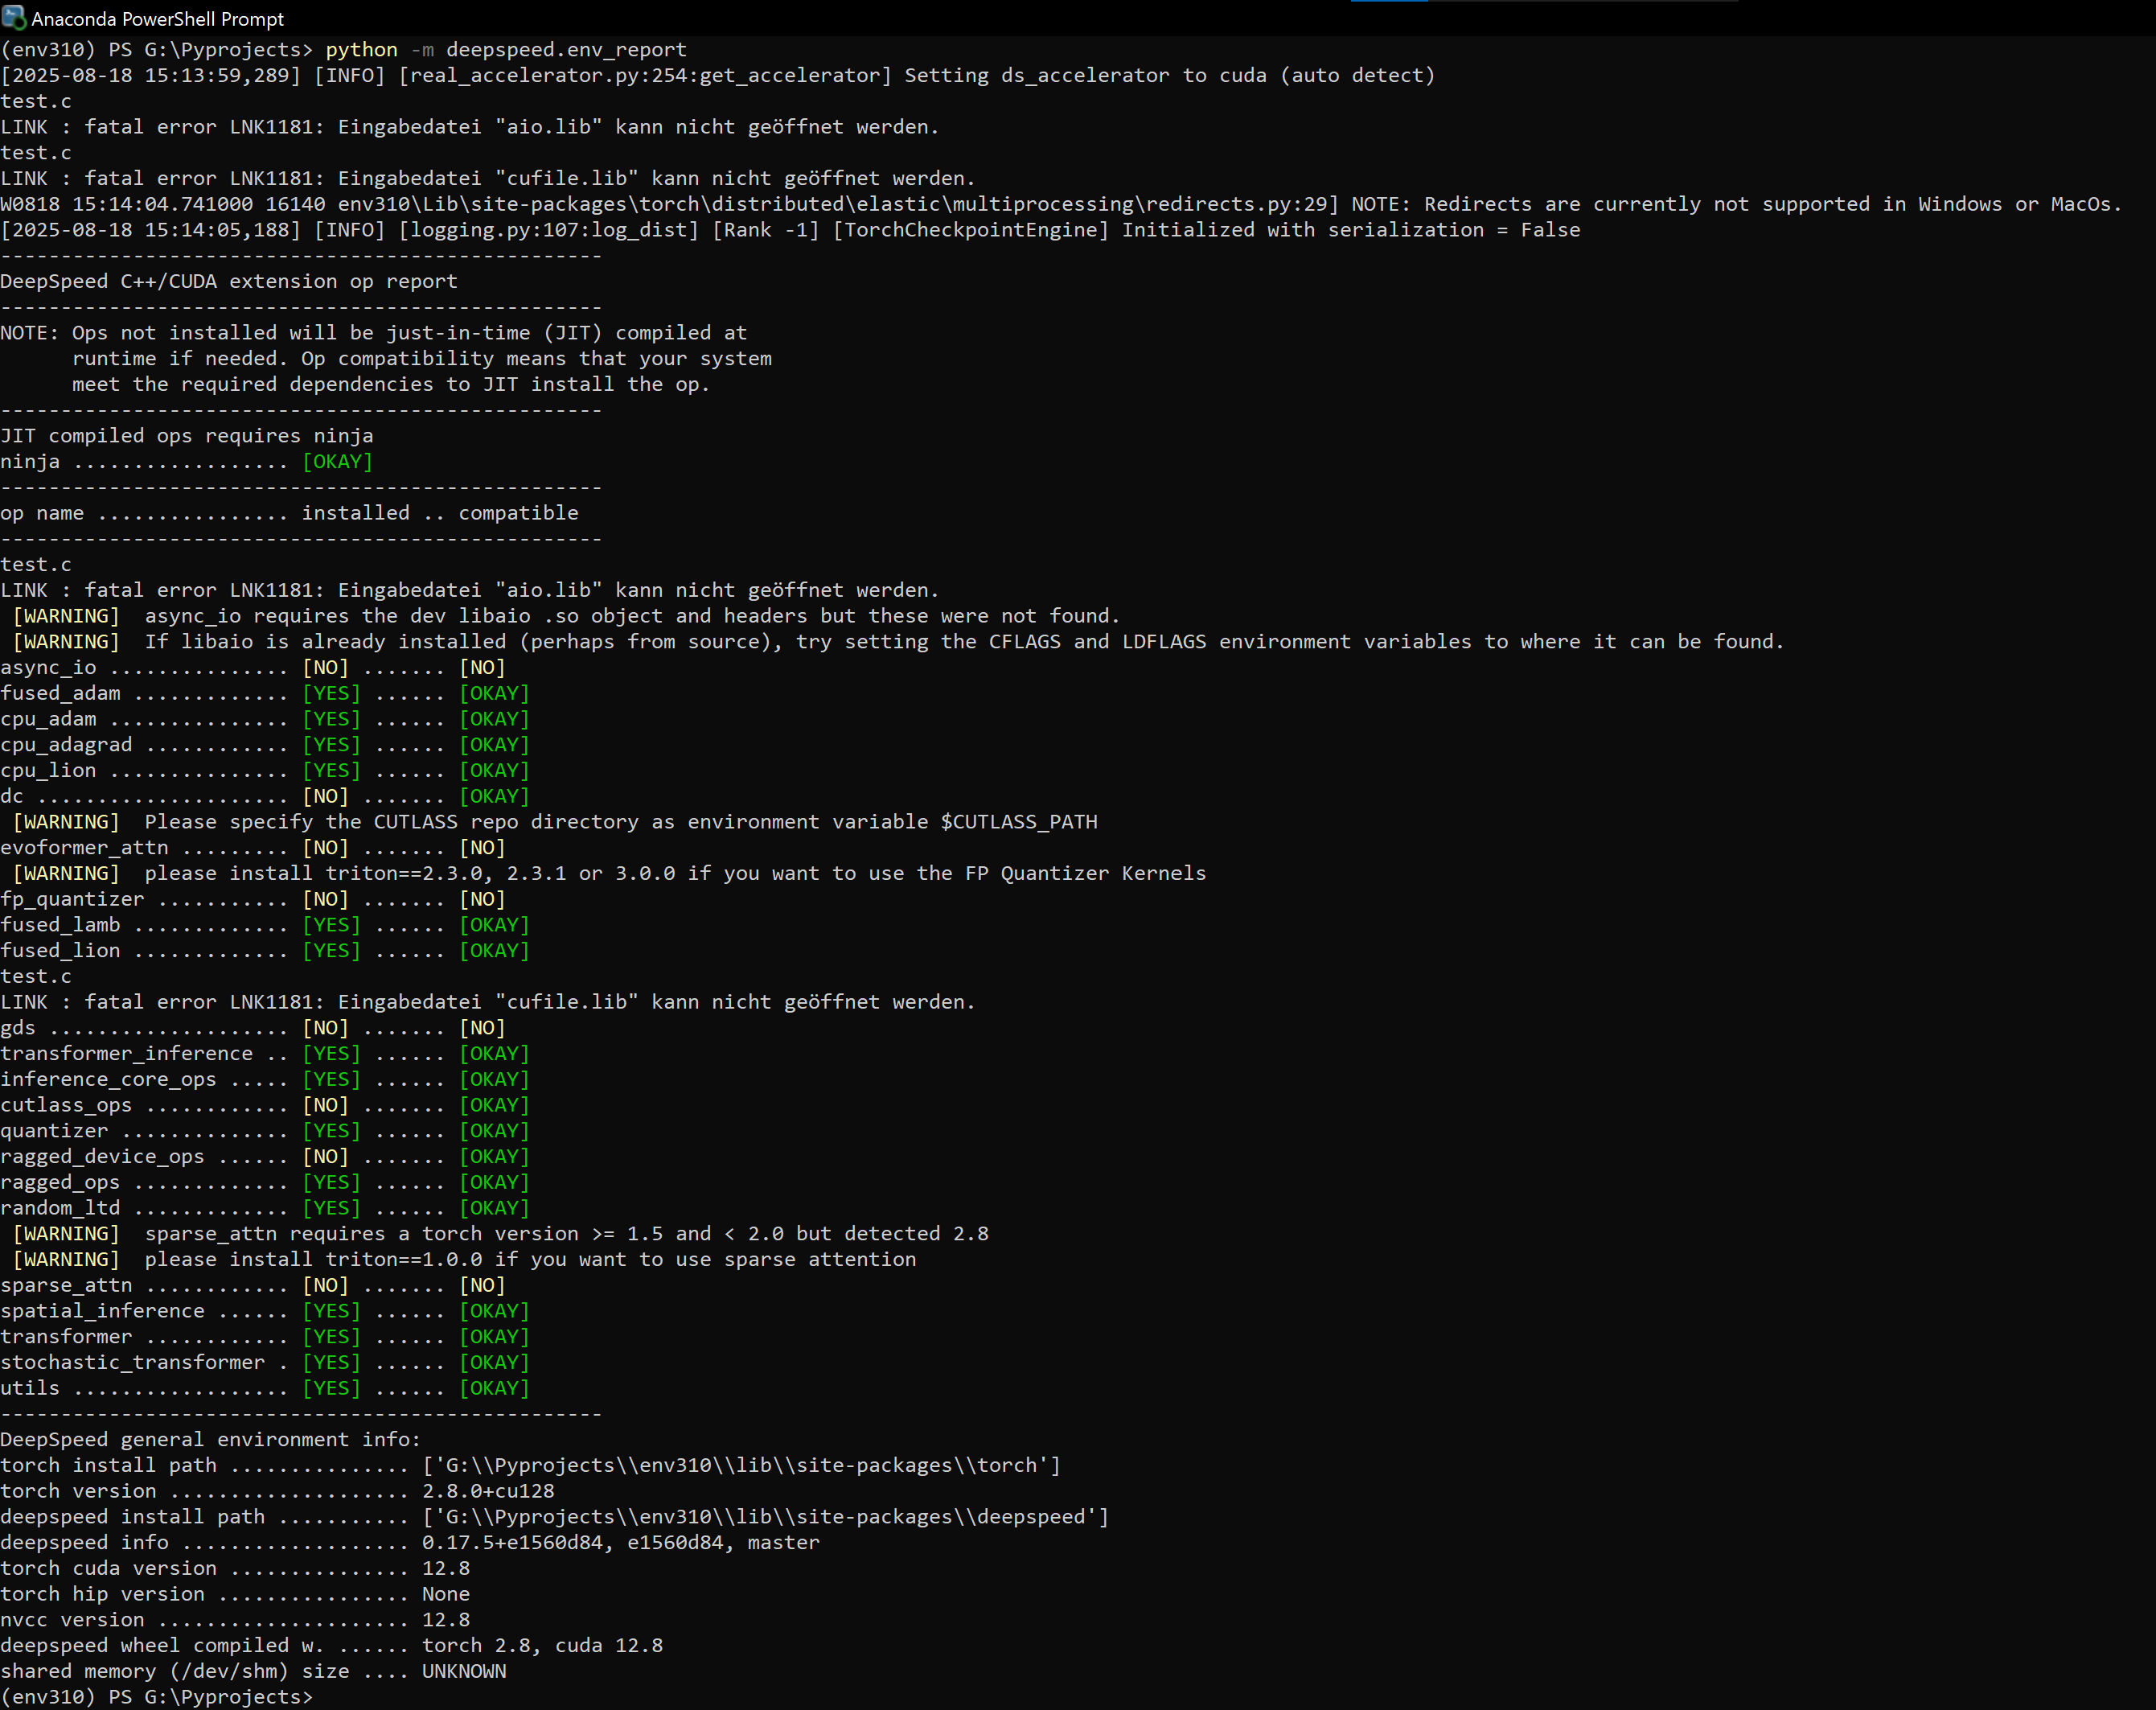 Anaconda PowerShell Prompt
(env310) PS G:\Pyprojects> python -m deepspeed.env_report
[2025-08-18 15:13:59,289] [INFO] [real_accelerator.py:254:get_accelerator] Setting ds_accelerator to cuda (auto detect)
test.c
LINK : fatal error LNK1181: Eingabedatei "aio.lib" kann nicht geöffnet werden.
test.c
LINK : fatal error LNK1181: Eingabedatei "cufile.lib" kann nicht geöffnet werden.
W0818 15:14:04.741000 16140 env310\Lib\site-packages\torch\distributed\elastic\multiprocessing\redirects.py:29] NOTE: Redirects are currently not supported in Windows or MacOs.
[2025-08-18 15:14:05,188] [INFO] [logging.py:107:log_dist] [Rank -1] [TorchCheckpointEngine] Initialized with serialization = False
--------------------------------------------------
DeepSpeed C++/CUDA extension op report
--------------------------------------------------
NOTE: Ops not installed will be just-in-time (JIT) compiled at
      runtime if needed. Op compatibility means that your system
      meet the required dependencies to JIT install the op.
--------------------------------------------------
JIT compiled ops requires ninja
ninja .................. [OKAY]
--------------------------------------------------
op name ................ installed .. compatible
--------------------------------------------------
test.c
LINK : fatal error LNK1181: Eingabedatei "aio.lib" kann nicht geöffnet werden.
 [WARNING]  async_io requires the dev libaio .so object and headers but these were not found.
 [WARNING]  If libaio is already installed (perhaps from source), try setting the CFLAGS and LDFLAGS environment variables to where it can be found.
async_io ............... [NO] ....... [NO]
fused_adam ............. [YES] ...... [OKAY]
cpu_adam ............... [YES] ...... [OKAY]
cpu_adagrad ............ [YES] ...... [OKAY]
cpu_lion ............... [YES] ...... [OKAY]
dc ..................... [NO] ....... [OKAY]
 [WARNING]  Please specify the CUTLASS repo directory as environment variable $CUTLASS_PATH
evoformer_attn ......... [NO] ....... [NO]
 [WARNING]  please install triton==2.3.0, 2.3.1 or 3.0.0 if you want to use the FP Quantizer Kernels
fp_quantizer ........... [NO] ....... [NO]
fused_lamb ............. [YES] ...... [OKAY]
fused_lion ............. [YES] ...... [OKAY]
test.c
LINK : fatal error LNK1181: Eingabedatei "cufile.lib" kann nicht geöffnet werden.
gds .................... [NO] ....... [NO]
transformer_inference .. [YES] ...... [OKAY]
inference_core_ops ..... [YES] ...... [OKAY]
cutlass_ops ............ [NO] ....... [OKAY]
quantizer .............. [YES] ...... [OKAY]
ragged_device_ops ...... [NO] ....... [OKAY]
ragged_ops ............. [YES] ...... [OKAY]
random_ltd ............. [YES] ...... [OKAY]
 [WARNING]  sparse_attn requires a torch version >= 1.5 and < 2.0 but detected 2.8
 [WARNING]  please install triton==1.0.0 if you want to use sparse attention
sparse_attn ............ [NO] ....... [NO]
spatial_inference ...... [YES] ...... [OKAY]
transformer ............ [YES] ...... [OKAY]
stochastic_transformer . [YES] ...... [OKAY]
utils .................. [YES] ...... [OKAY]
--------------------------------------------------
DeepSpeed general environment info:
torch install path ............... ['G:\\Pyprojects\\env310\\lib\\site-packages\\torch']
torch version .................... 2.8.0+cu128
deepspeed install path ........... ['G:\\Pyprojects\\env310\\lib\\site-packages\\deepspeed']
deepspeed info ................... 0.17.5+e1560d84, e1560d84, master
torch cuda version ............... 12.8
torch hip version ................ None
nvcc version ..................... 12.8
deepspeed wheel compiled w. ...... torch 2.8, cuda 12.8
shared memory (/dev/shm) size .... UNKNOWN
(env310) PS G:\Pyprojects>